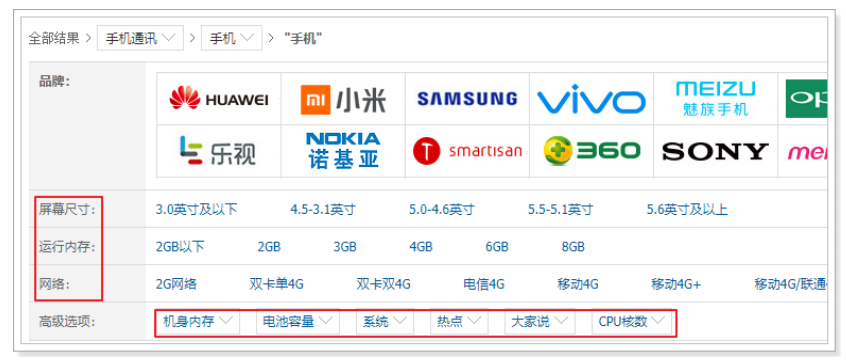 全部结果 > 手机通讯 > 手机 > "手机"
品牌:
HUAWEI 小米 SAMSUNG vivo MEIZU 魅族手机
乐视 NOKIA 诺基亚 smartisan 360 SONY
屏幕尺寸: 3.0英寸及以下 4.5-3.1英寸 5.0-4.6英寸 5.5-5.1英寸 5.6英寸及以上
运行内存: 2GB以下 2GB 3GB 4GB 6GB 8GB
网络: 2G网络 双卡单4G 双卡双4G 电信4G 移动4G 移动4G+ 移动4G/联通
高级选项: 机身内存 电池容量 系统 热点 大家说 CPU核数